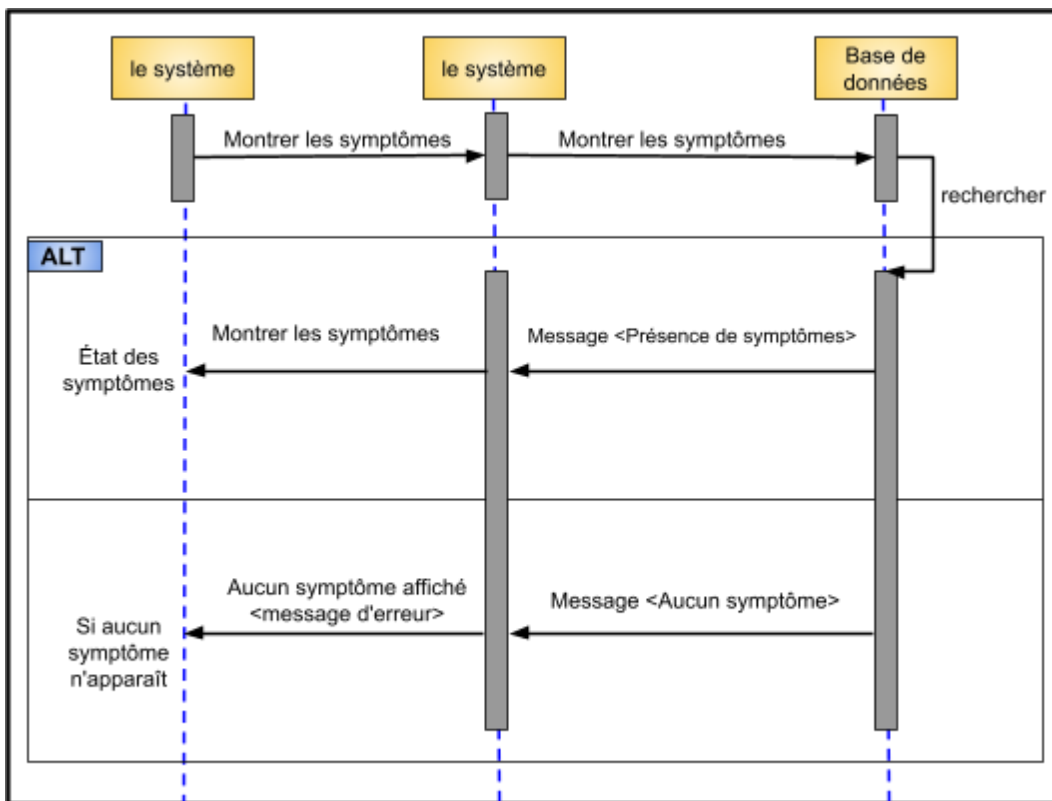 le système
le système
Base de
données
Montrer les symptômes
Montrer les symptômes
rechercher
ALT
Montrer les symptômes
Message <Présence de symptômes>
État des
symptômes
Aucun symptôme affiché
<message d'erreur>
Message <Aucun symptôme>
Si aucun
symptôme
n'apparaît